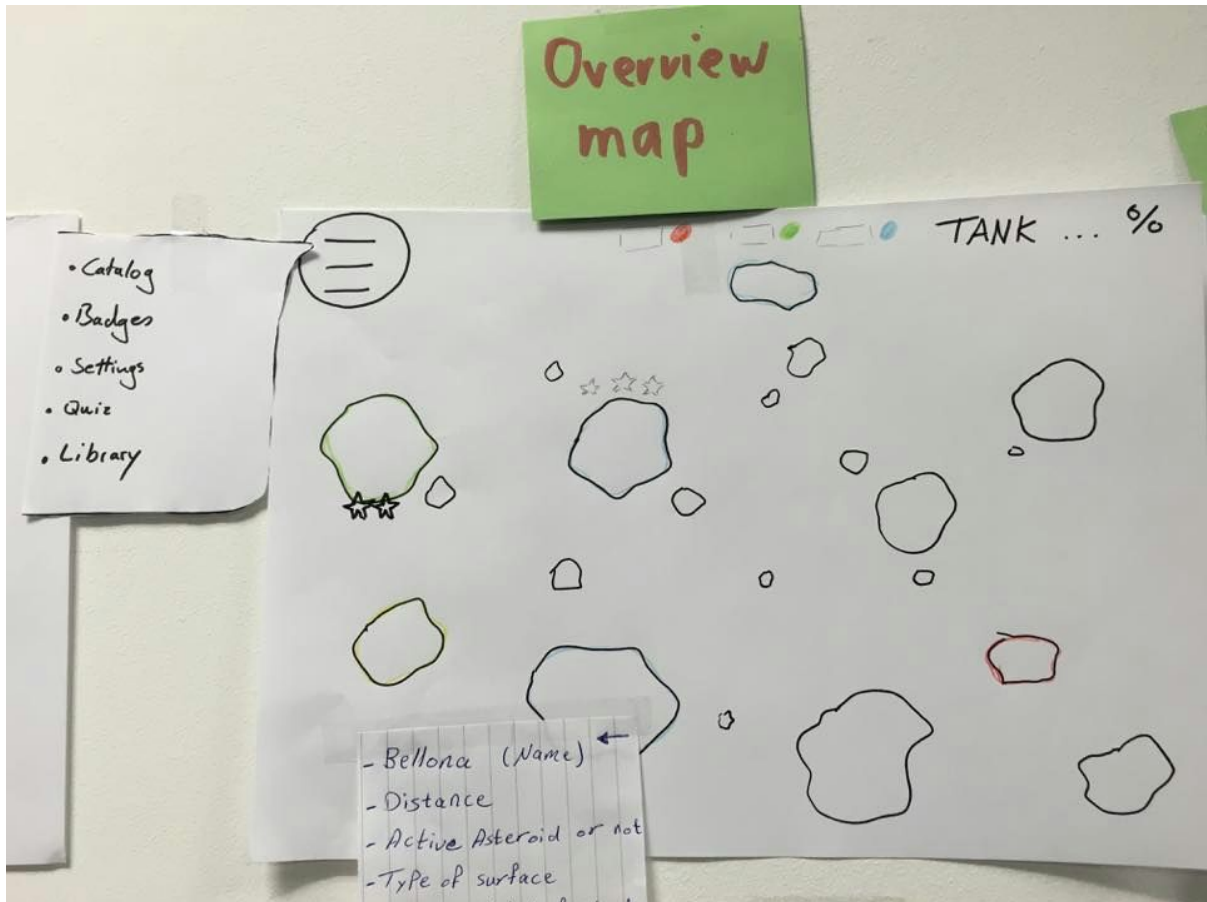 Overview
map
TANK ... %
• Catalog
• Badges
• Settings
• Quiz
• Library
- Bellona (Name)
- Distance
- Active Asteroid or not
- Type of surface